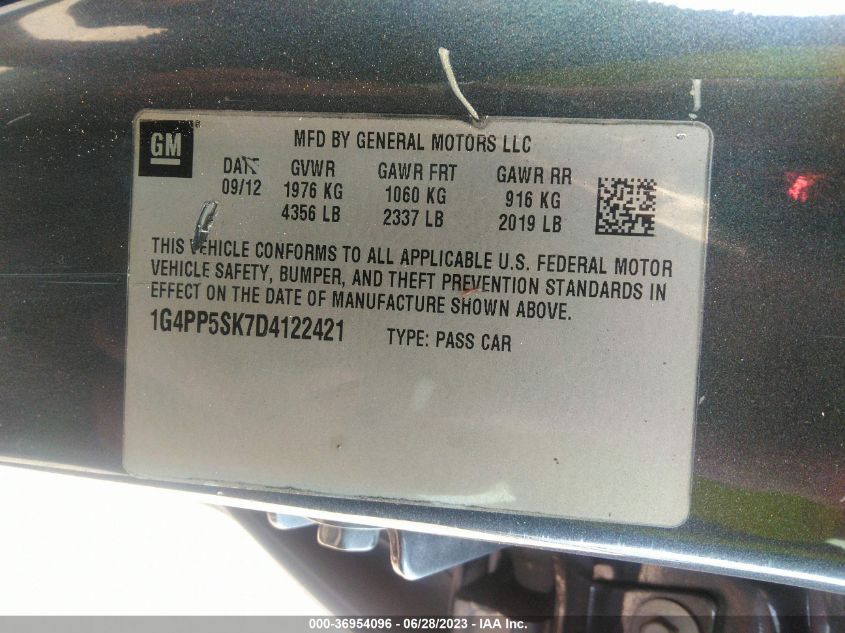 GM
MFD BY GENERAL MOTORS LLC
DATE GVWR GAWR FRT GAWR RR
09/12 1976 KG 1060 KG 916 KG
4356 LB 2337 LB 2019 LB
THIS VEHICLE CONFORMS TO ALL APPLICABLE U.S. FEDERAL MOTOR
VEHICLE SAFETY, BUMPER, AND THEFT PREVENTION STANDARDS IN
EFFECT ON THE DATE OF MANUFACTURE SHOWN ABOVE.
1G4PP5SK7D4122421 TYPE: PASS CAR
000-36954096 - 06/28/2023 - IAA Inc.